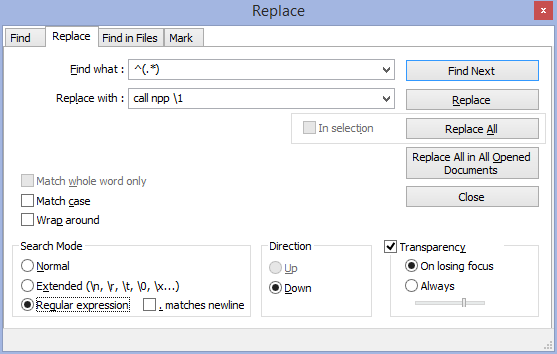 Replace
Find Replace Find in Files Mark
Find what : ^(.*) Find Next
Replace with : call npp \1 Replace
In selection Replace All
Replace All in All Opened
Documents
Match whole word only
Match case Close
Wrap around
Search Mode Direction Transparency
Normal Up On losing focus
Extended (\n, \r, \t, \0, \x...) Down Always
Regular expression . matches newline